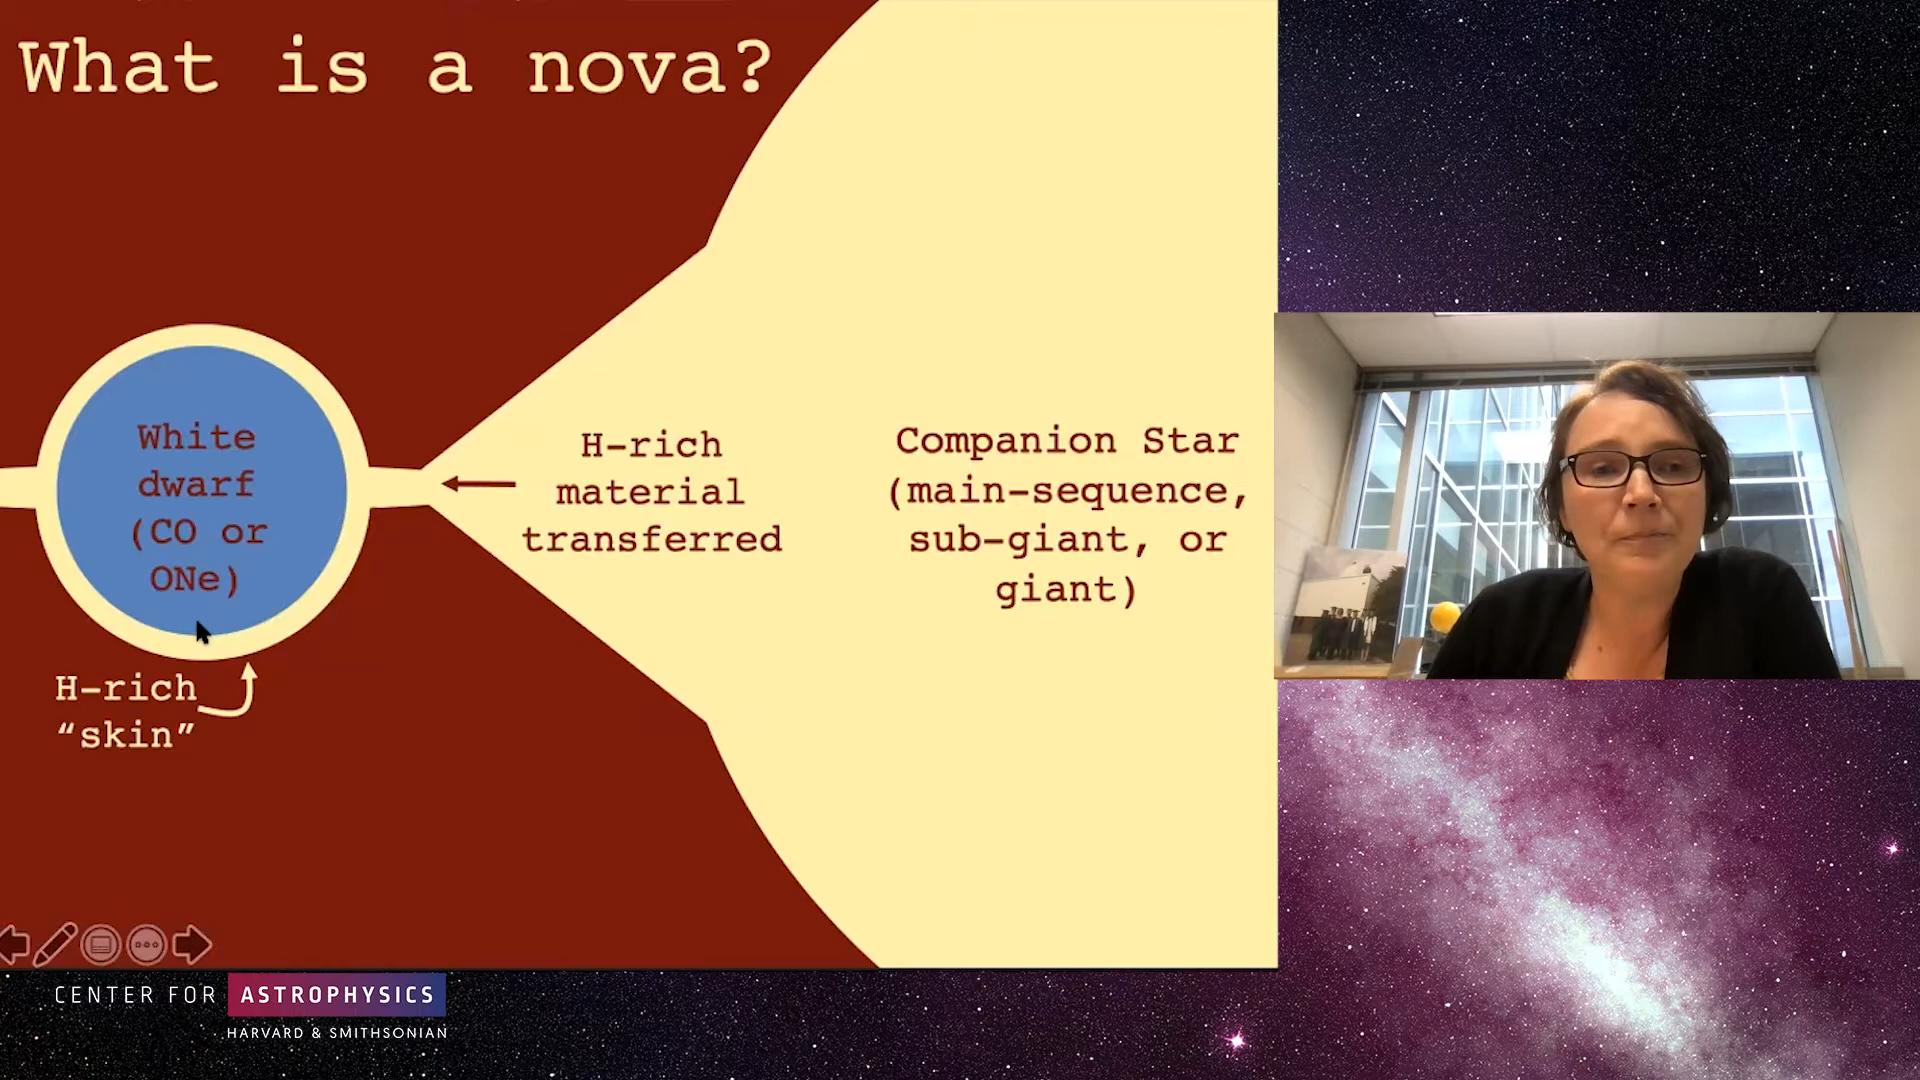 What is a nova?
White
dwarf
(CO or
ONe)
H-rich
“skin”
H-rich
material
transferred
Companion Star
(main-sequence,
sub-giant, or
giant)
CENTER FOR ASTROPHYSICS
HARVARD & SMITHSONIAN